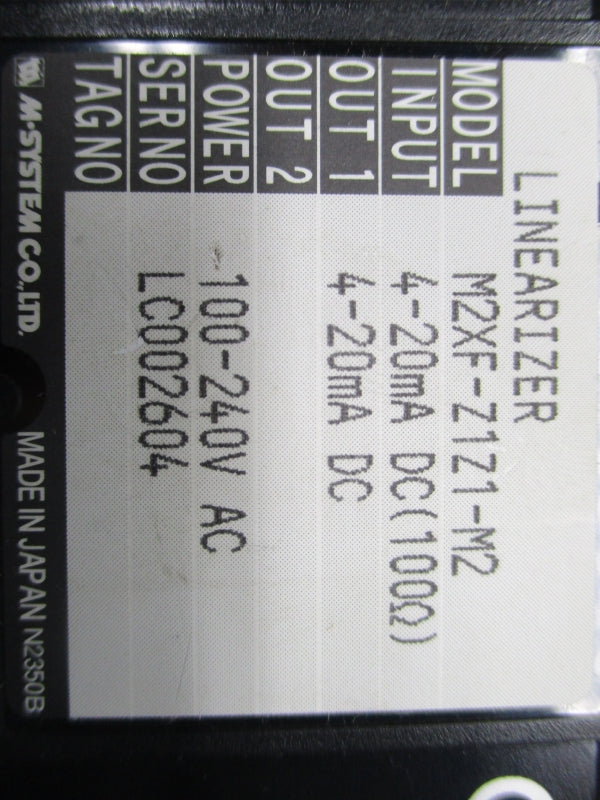 LINEARIZER
MODEL M2XF-Z1Z1-M2
INPUT 4-20mA DC(100Ω)
OUT 1 4-20mA DC
OUT 2
POWER 100-240V AC
SER NO LC002604
TAG NO
M-SYSTEM CO.,LTD. MADE IN JAPAN N2350B